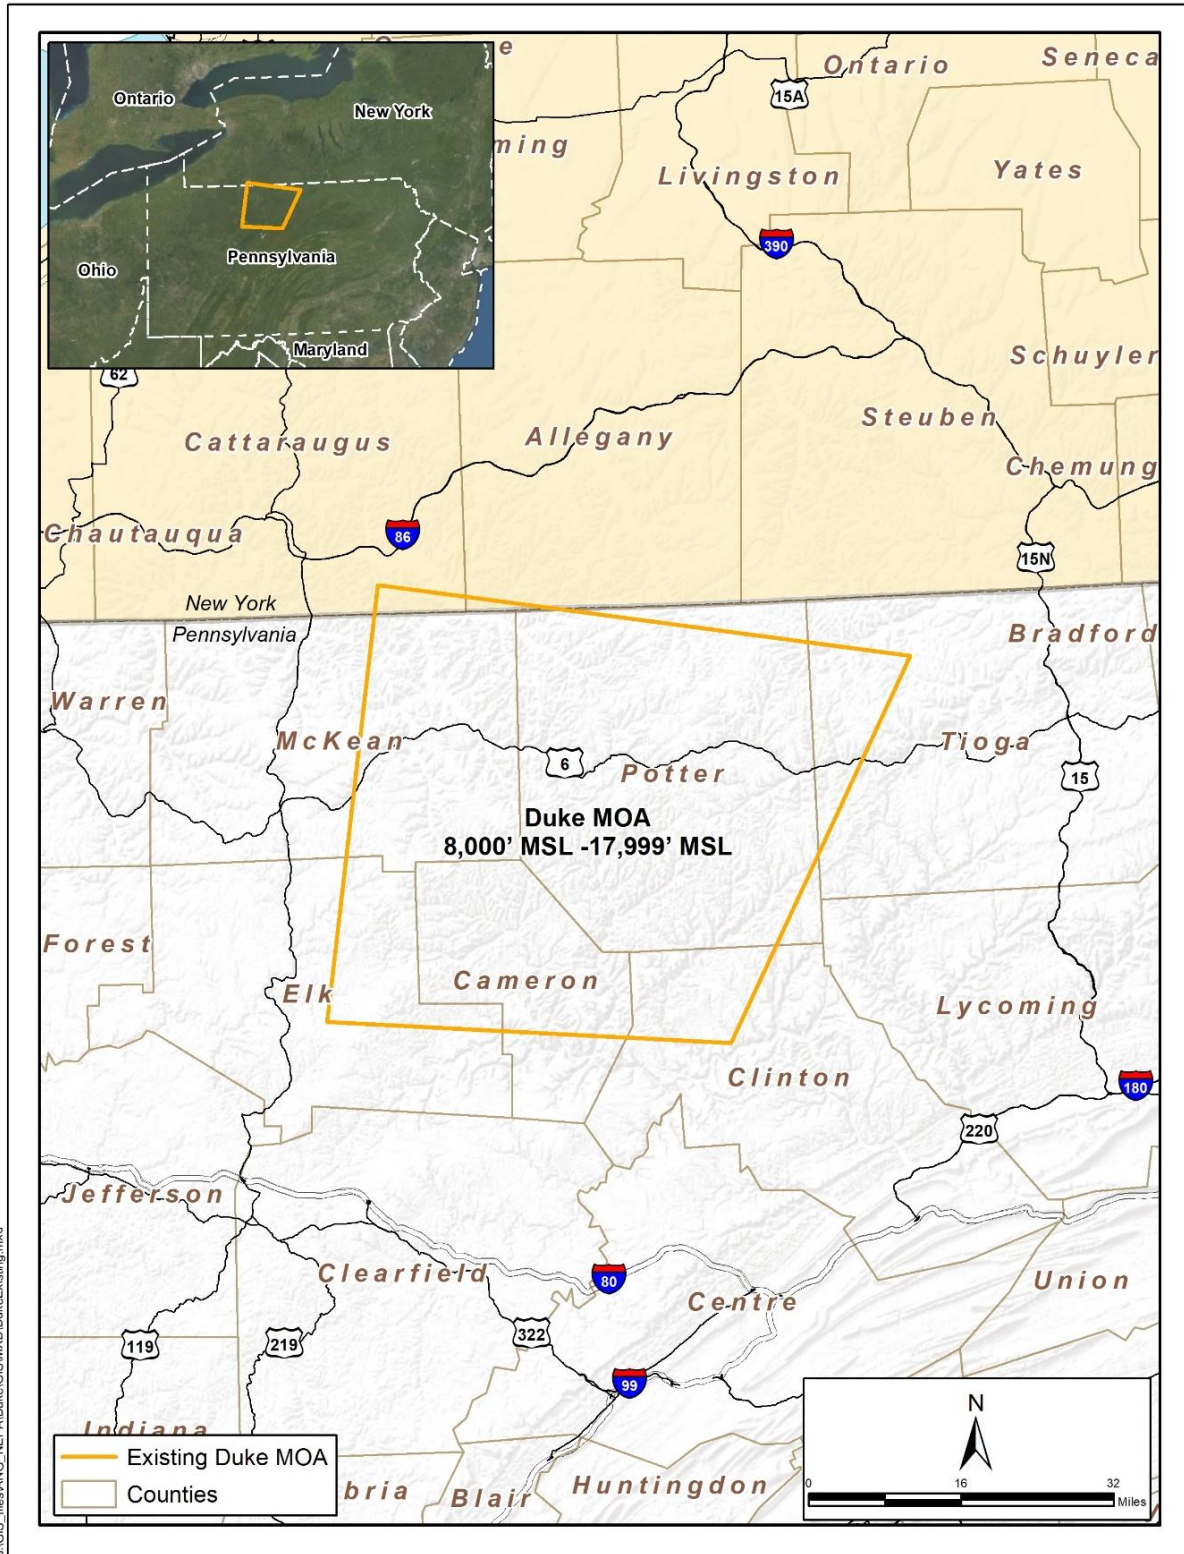 Ontario
New York
Ohio
Pennsylvania
Maryland
Ontario
Seneca
15A
ming
Livingston
Yates
390
62
Schuyler
Cattaraugus
Allegany
Steuben
Chemung
Chautauqua
86
15N
New York
Pennsylvania
Bradford
Warren
McKean
6
Potter
Tioga
15
Duke MOA
8,000’ MSL -17,999’ MSL
Forest
Elk
Cameron
Lycoming
Clinton
180
220
Jefferson
Clearfield
80
Centre
Union
119
219
322
99
Indiana
bria
Blair
Huntingdon
Existing Duke MOA
Counties
N
0 16 32
Miles